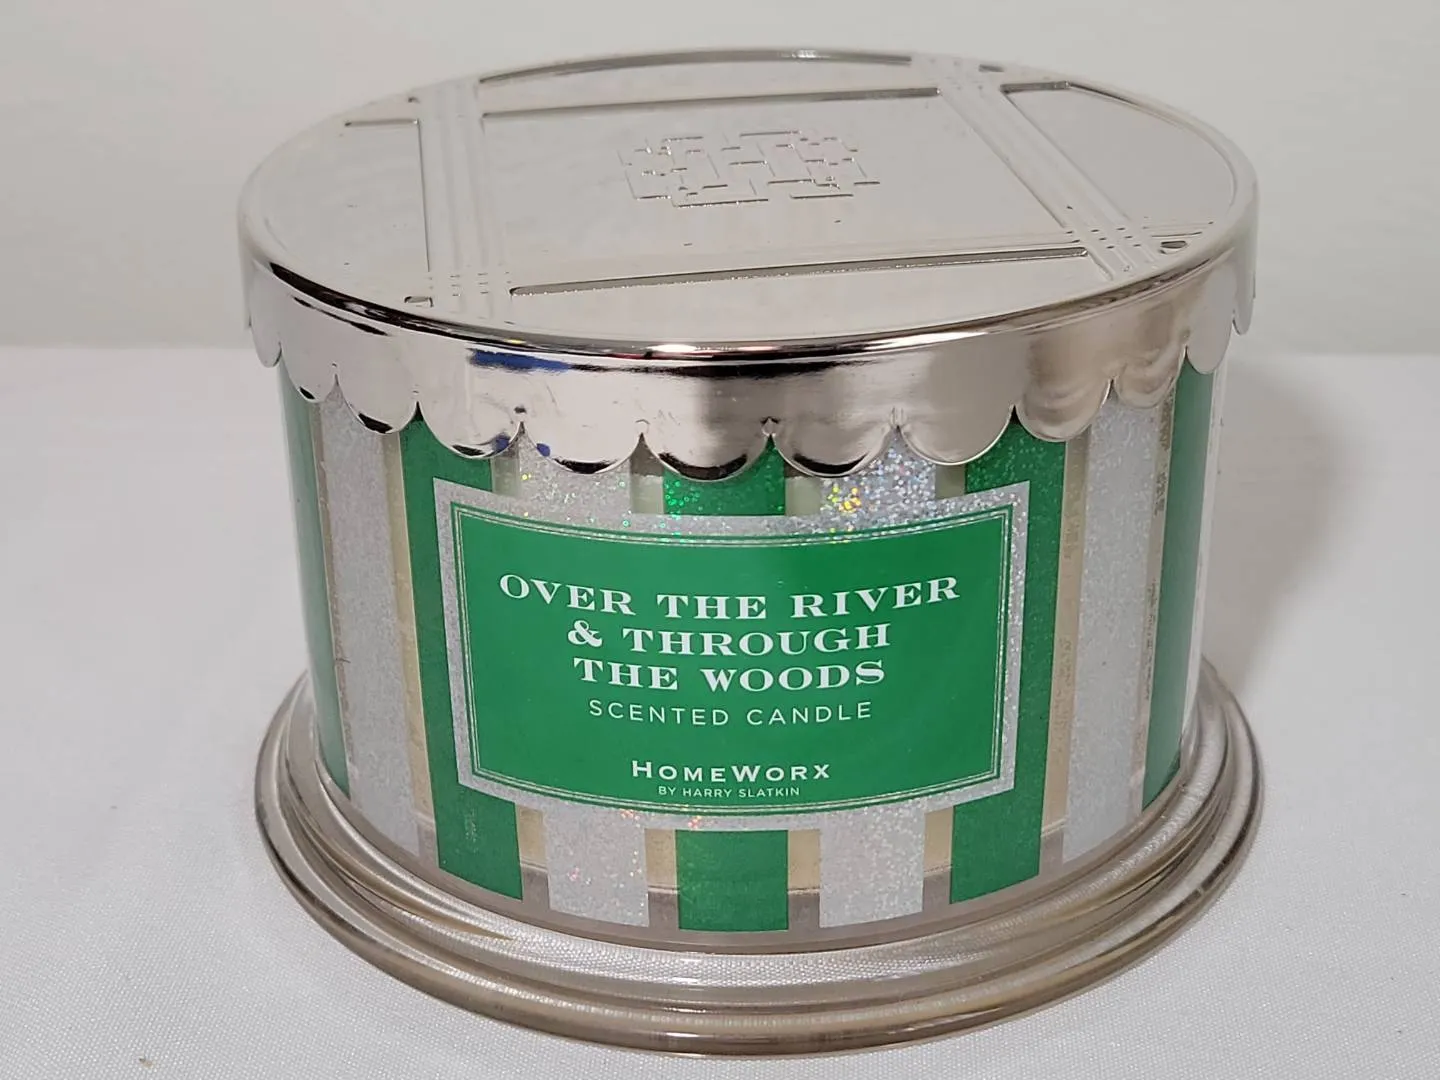 OVER THE RIVER
& THROUGH
THE WOODS
SCENTED CANDLE
HOMEWORX
BY HARRY SLATKIN